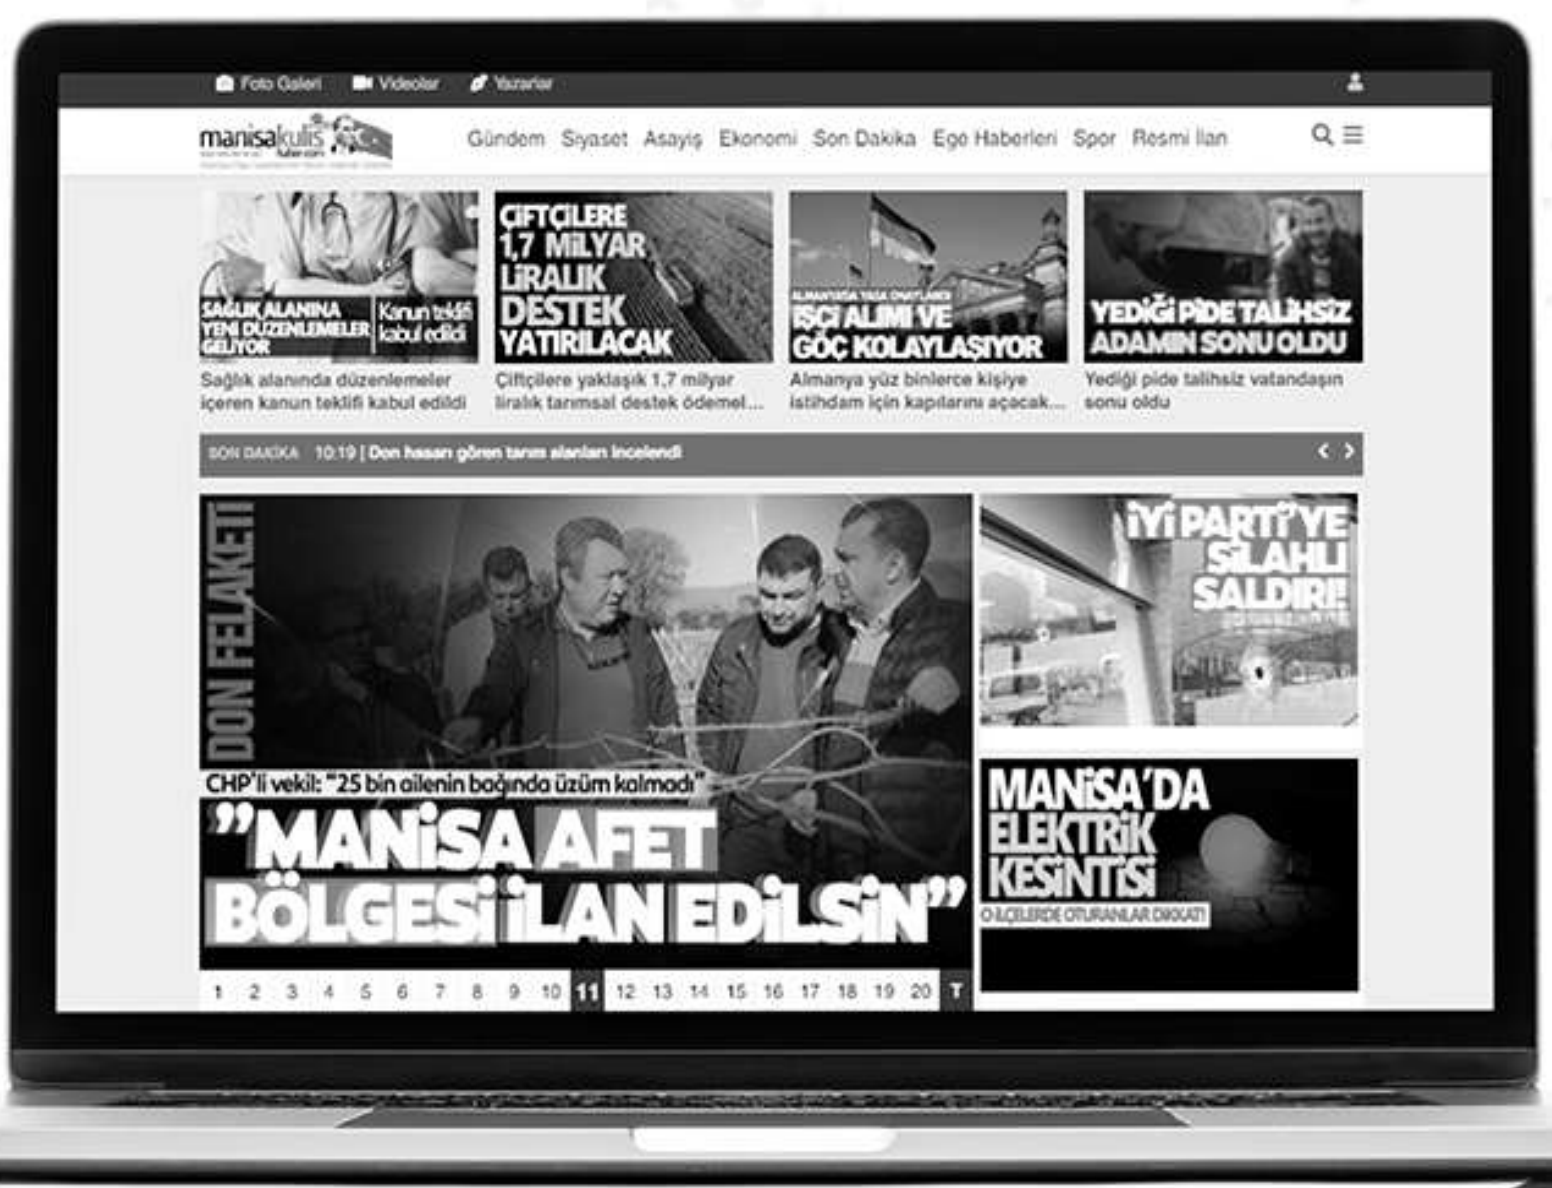 Foto Galeri Videolar Yazarlar
manisakulis
haber.com
Gündem Siyaset Asayiş Ekonomi Son Dakika Ege Haberleri Spor Resmi İlan
SAĞLIK ALANINA
YENİ DÜZENLEMELER
GELİYOR
Kanun teklifi
kabul edildi
Sağlık alanında düzenlemeler
içeren kanun teklifi kabul edildi
ÇİFTÇİLERE
1,7 MİLYAR
LİRALIK
DESTEK
YATIRILACAK
Çiftçilere yaklaşık 1,7 milyar
liralık tarımsal destek ödemel...
ALMANYA'DA YASA ONAYLANDI
İŞÇİ ALIMI VE
GÖÇ KOLAYLAŞIYOR
Almanya yüz binlerce kişiye
istihdam için kapılarını açacak...
YEDİĞİ PİDE TALİHSİZ
ADAMIN SONU OLDU
Yediği pide talihsiz vatandaşın
sonu oldu
SON DAKİKA 10:19 | Don hasarı gören tarım alanları incelendi
DON FELAKETİ
CHP'li vekil: "25 bin ailenin bağında üzüm kalmadı"
"MANİSA AFET
BÖLGESİ İLAN EDİLSİN"
1 2 3 4 5 6 7 8 9 10 11 12 13 14 15 16 17 18 19 20 T
İYİ PARTİ'YE
SİLAHLI
SALDIRI!
MANİSA'DA
ELEKTRİK
KESİNTİSİ
O İLÇELERDE OTURANLAR DİKKAT!